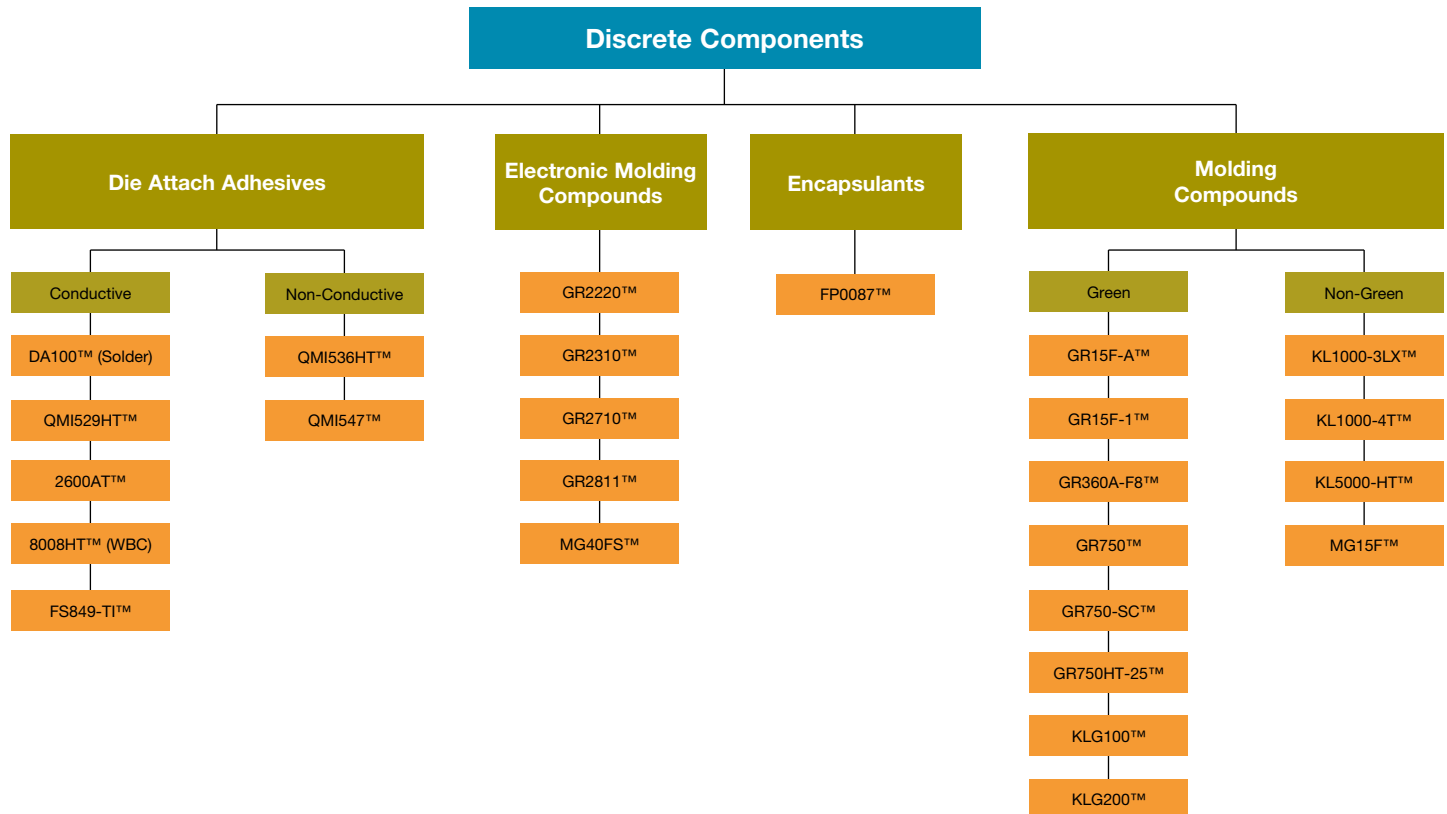 Discrete Components
Die Attach Adhesives
Electronic Molding
Compounds
Encapsulants
Molding
Compounds
Conductive
DA100™ (Solder)
QMI529HT™
2600AT™
8008HT™ (WBC)
FS849-TI™
Non-Conductive
QMI536HT™
QMI547™
GR2220™
GR2310™
GR2710™
GR2811™
MG40FS™
FP0087™
Green
GR15F-A™
GR15F-1™
GR360A-F8™
GR750™
GR750-SC™
GR750HT-25™
KLG100™
KLG200™
Non-Green
KL1000-3LX™
KL1000-4T™
KL5000-HT™
MG15F™